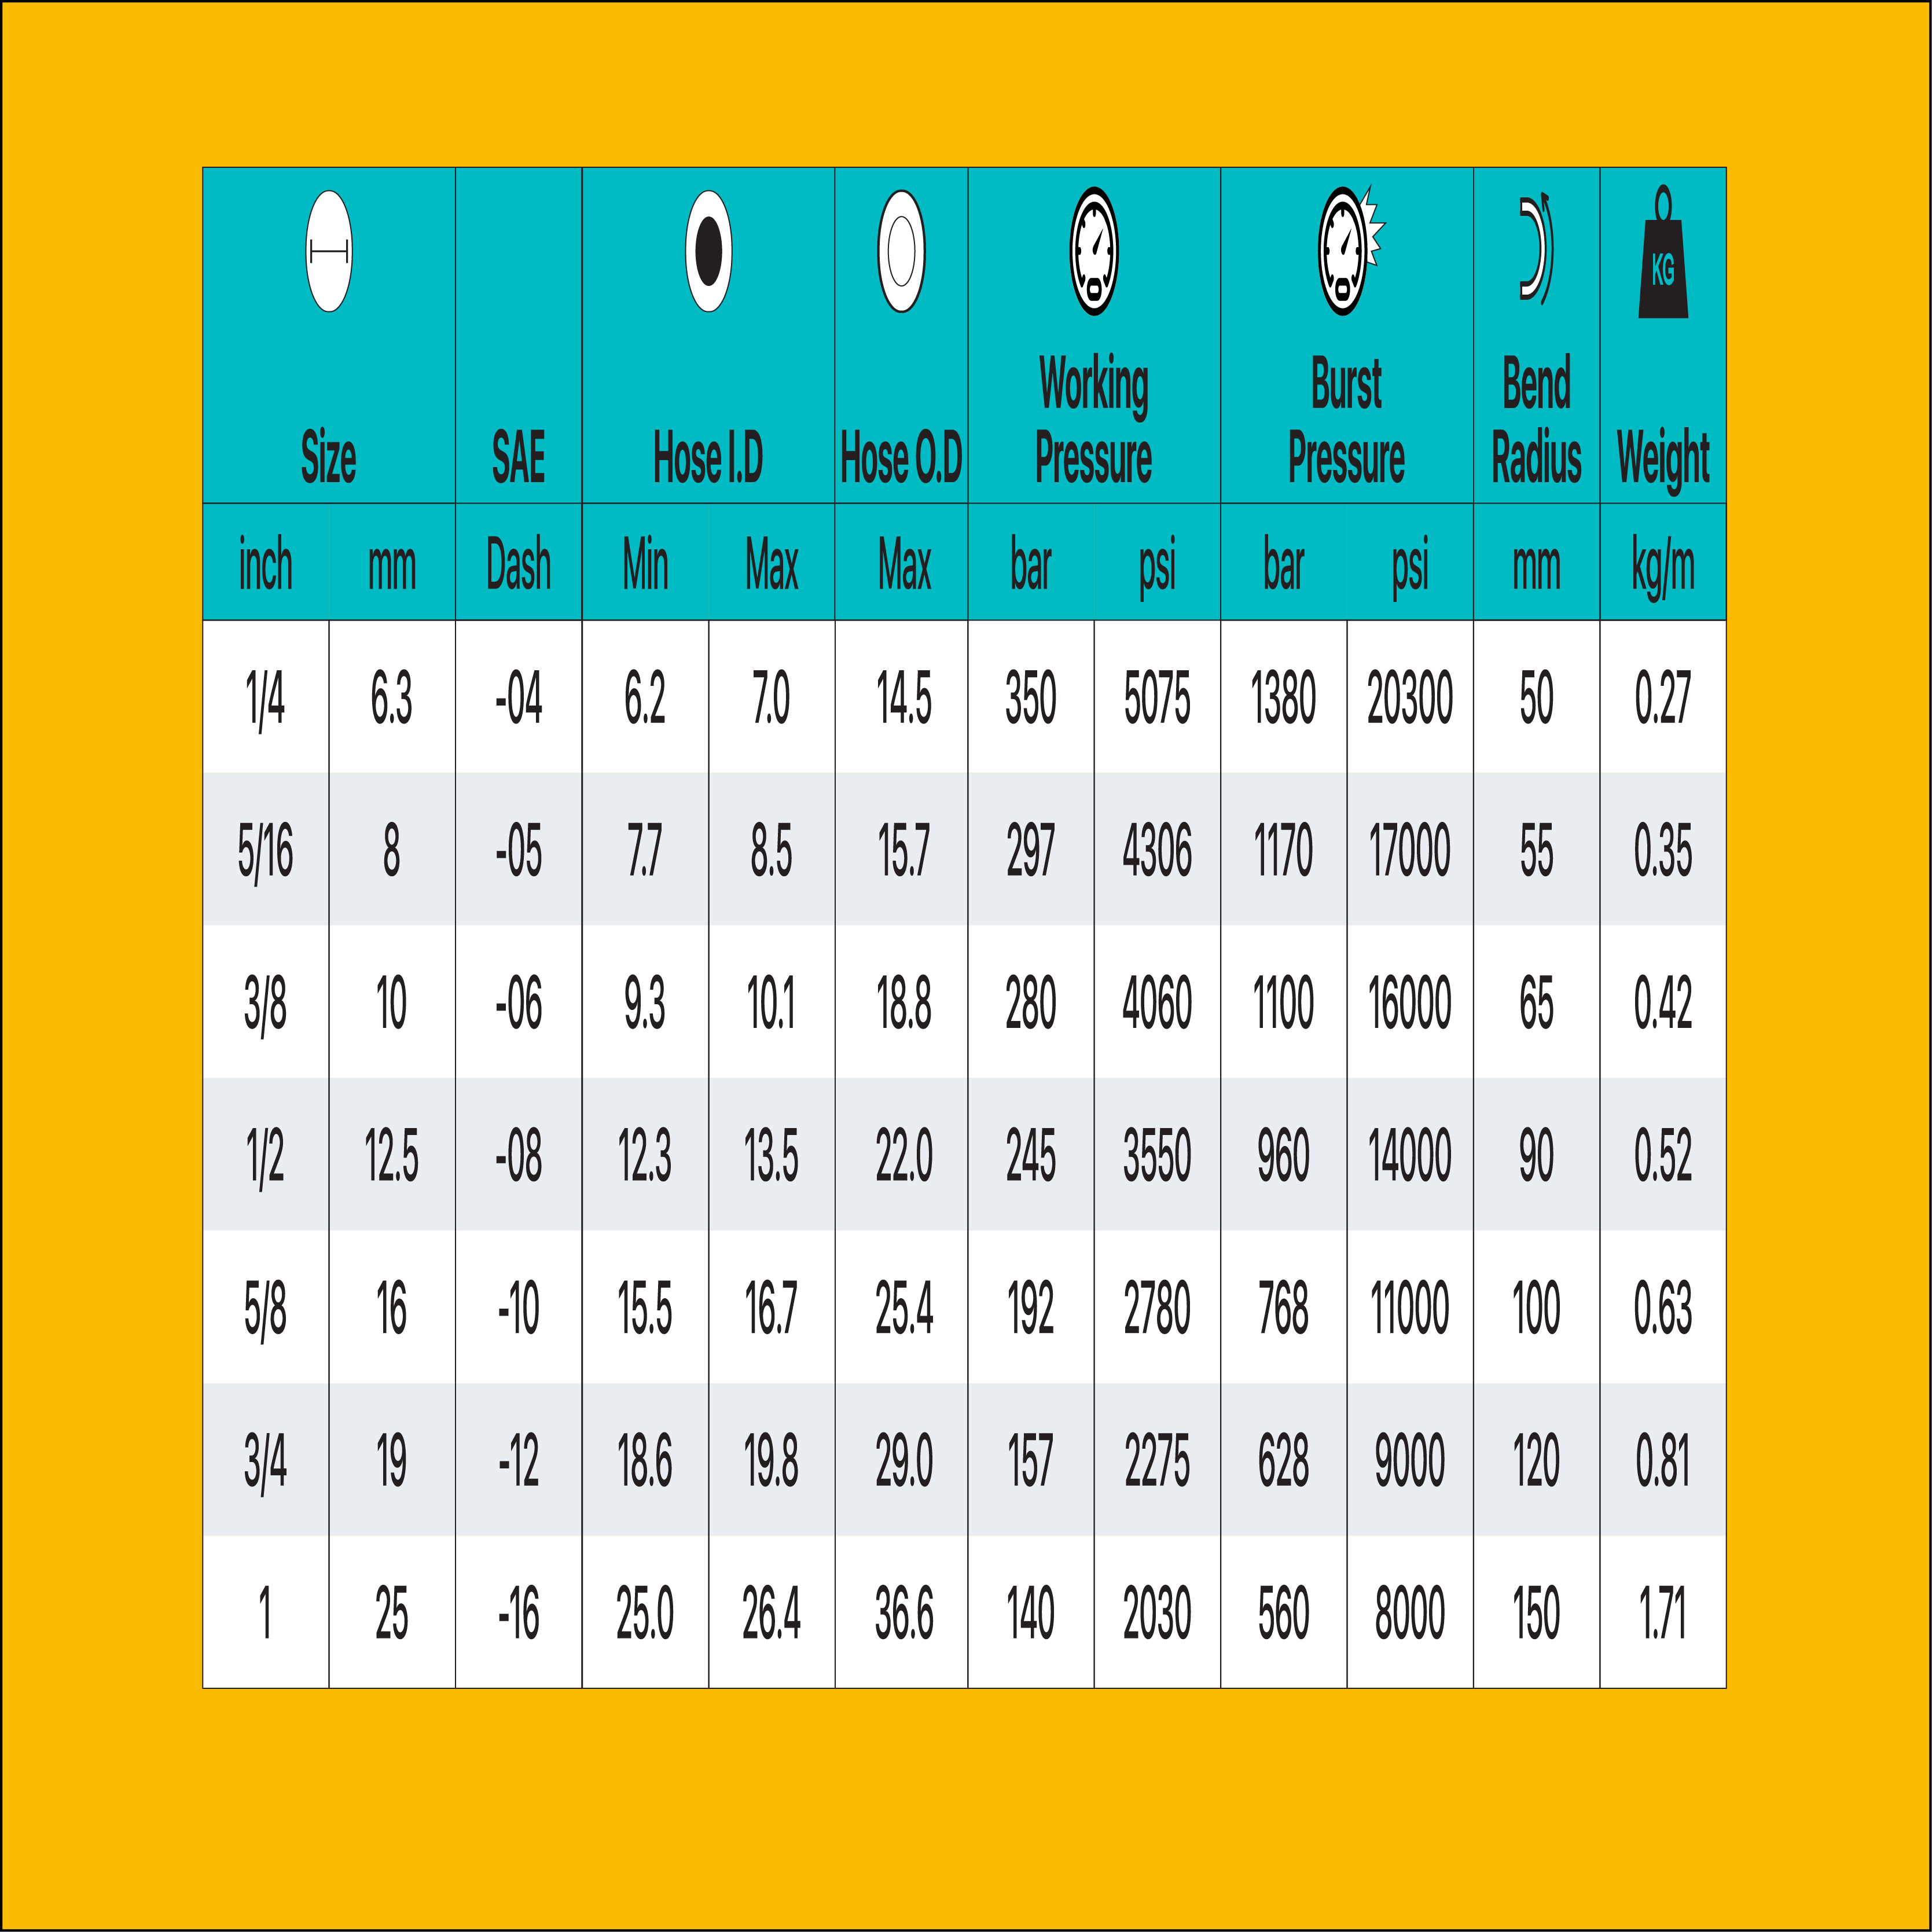 KG
Working Burst Bend
Size SAE Hose I.D Hose O.D Pressure Pressure Radius Weight
inch mm Dash Min Max Max bar psi bar psi mm kg/m
1/4 6.3 -04 6.2 7.0 14.5 350 5075 1380 20300 50 0.27
5/16 8 -05 7.7 8.5 15.7 297 4306 1170 17000 55 0.35
3/8 10 -06 9.3 10.1 18.8 280 4060 1100 16000 65 0.42
1/2 12.5 -08 12.3 13.5 22.0 245 3550 960 14000 90 0.52
5/8 16 -10 15.5 16.7 25.4 192 2780 768 11000 100 0.63
3/4 19 -12 18.6 19.8 29.0 157 2275 628 9000 120 0.81
1 25 -16 25.0 26.4 36.6 140 2030 560 8000 150 1.71